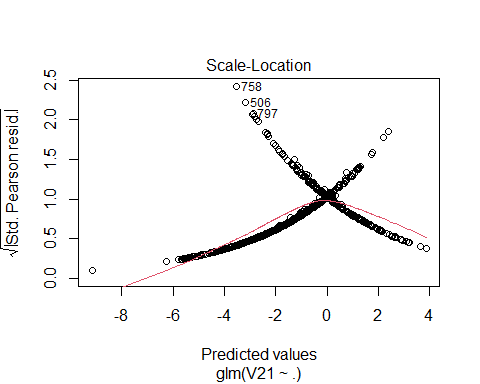 Scale-Location
√|Std. Pearson resid.|
2.5
2.0
1.5
1.0
0.5
0.0
758
506
797
-8 -6 -4 -2 0 2 4
Predicted values
glm(V21 ~ .)